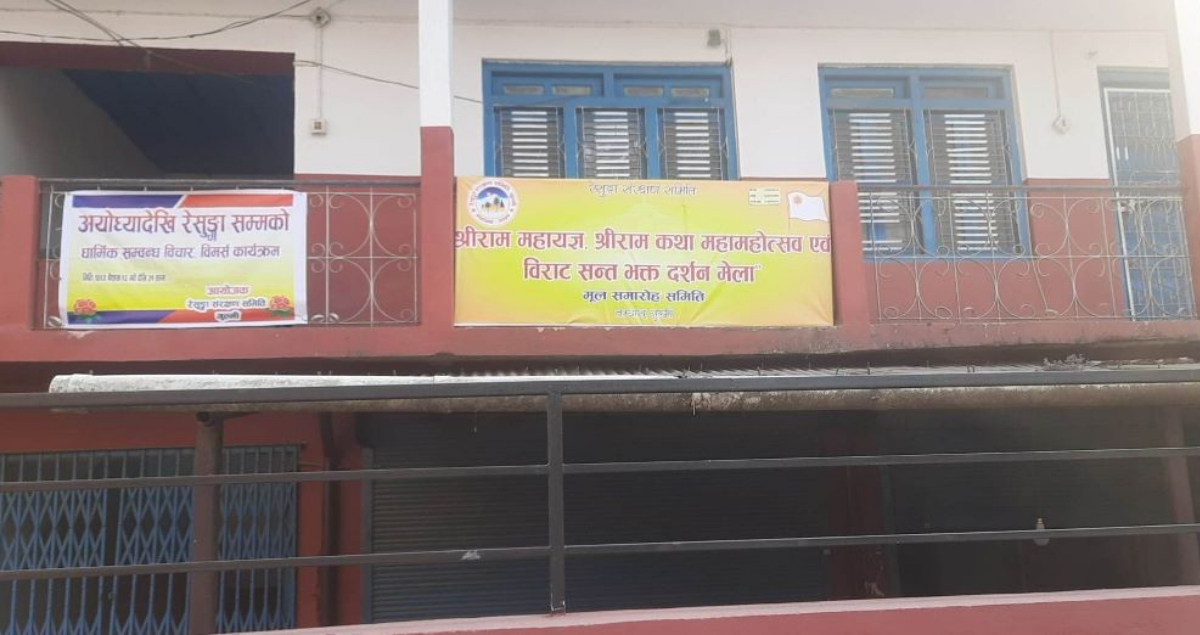 अयोध्यादेखि रेसुङ्गा सम्मको
धार्मिक सम्बन्ध विचार विमर्स कार्यक्रम
आयोजक
रेसुङ्गा संरक्षण समिति
गुल्मी
रेसुङ्गा संरक्षण समिति
श्रीराम महायज्ञ, श्रीराम कथा महामहोत्सव एवं
विराट सन्त भक्त दर्शन मेला"
मूल समारोह समिति